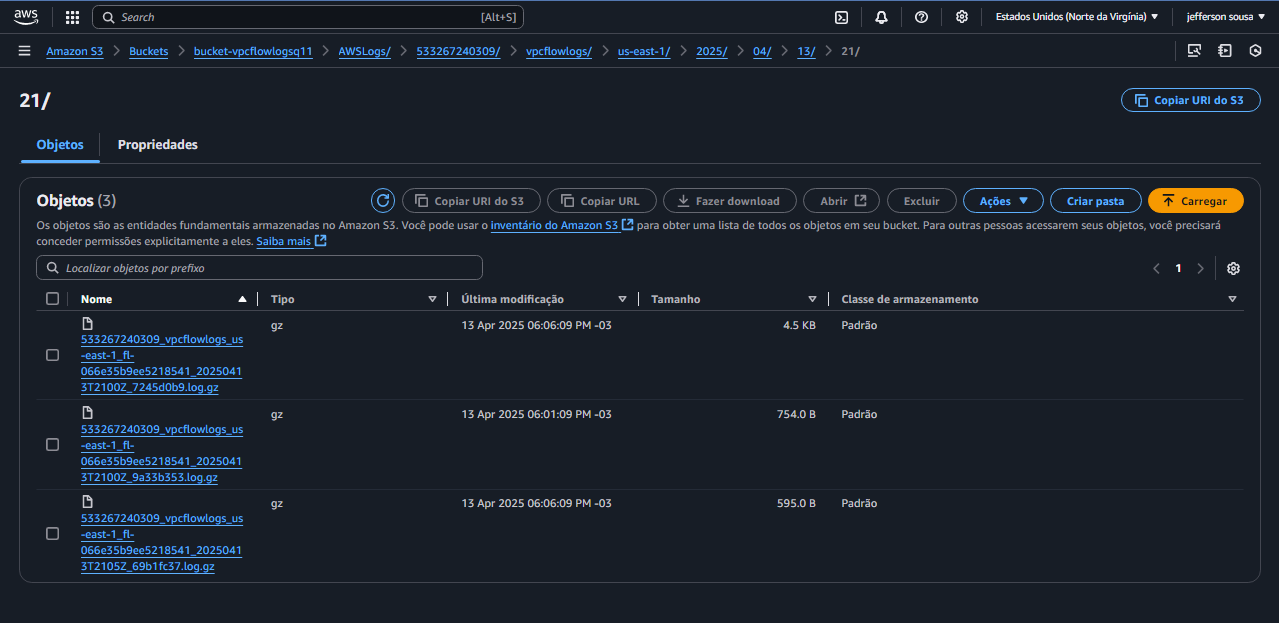 aws
Search [Alt+S]
Estados Unidos (Norte da Virgínia) ▼ jefferson sousa ▼
Amazon S3 > Buckets > bucket-vpcflowlogsq11 > AWSLogs/ > 533267240309/ > vpcflowlogs/ > us-east-1/ > 2025/ > 04/ > 13/ > 21/
21/
Copiar URI do S3
Objetos Propriedades
Objetos (3)
Copiar URI do S3 Copiar URL Fazer download Abrir Excluir Ações ▼ Criar pasta Carregar
Os objetos são as entidades fundamentais armazenadas no Amazon S3. Você pode usar o inventário do Amazon S3 para obter uma lista de todos os objetos em seu bucket. Para outras pessoas acessarem seus objetos, você precisará
conceder permissões explicitamente a eles. Saiba mais
Localizar objetos por prefixo
< 1 >
Nome Tipo Última modificação Tamanho Classe de armazenamento
533267240309_vpcflowlogs_us
-east-1_fl-
066e35b9ee5218541_2025041
3T2100Z_7245d0b9.log.gz
gz 13 Apr 2025 06:06:09 PM -03 4.5 KB Padrão
533267240309_vpcflowlogs_us
-east-1_fl-
066e35b9ee5218541_2025041
3T2100Z_9a33b353.log.gz
gz 13 Apr 2025 06:01:09 PM -03 754.0 B Padrão
533267240309_vpcflowlogs_us
-east-1_fl-
066e35b9ee5218541_2025041
3T2105Z_69b1fc37.log.gz
gz 13 Apr 2025 06:06:09 PM -03 595.0 B Padrão